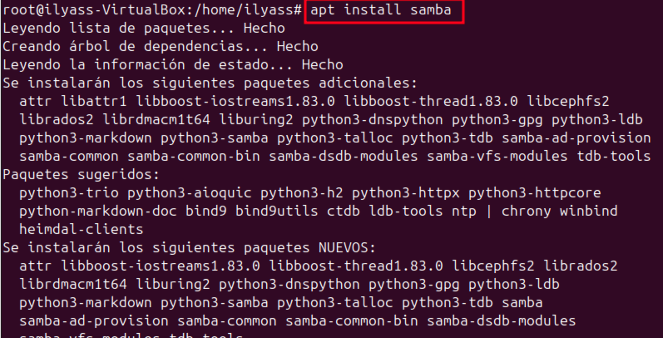 root@ilyass-VirtualBox:/home/ilyass# apt install samba
Leyendo lista de paquetes... Hecho
Creando árbol de dependencias... Hecho
Leyendo la información de estado... Hecho
Se instalarán los siguientes paquetes adicionales:
  attr libattr1 libboost-iostreams1.83.0 libboost-thread1.83.0 libcephfs2
  librados2 librdmacm1t64 liburing2 python3-dnspython python3-gpg python3-ldb
  python3-markdown python3-samba python3-talloc python3-tdb samba-ad-provision
  samba-common samba-common-bin samba-dsdb-modules samba-vfs-modules tdb-tools
Paquetes sugeridos:
  python3-trio python3-aioquic python3-h2 python3-httpx python3-httpcore
  python-markdown-doc bind9 bind9utils ctdb ldb-tools ntp | chrony winbind
  heimdal-clients
Se instalarán los siguientes paquetes NUEVOS:
  attr libboost-iostreams1.83.0 libboost-thread1.83.0 libcephfs2 librados2
  librdmacm1t64 liburing2 python3-dnspython python3-gpg python3-ldb
  python3-markdown python3-samba python3-talloc python3-tdb samba
  samba-ad-provision samba-common samba-common-bin samba-dsdb-modules
  samba-vfs-modules tdb-tools